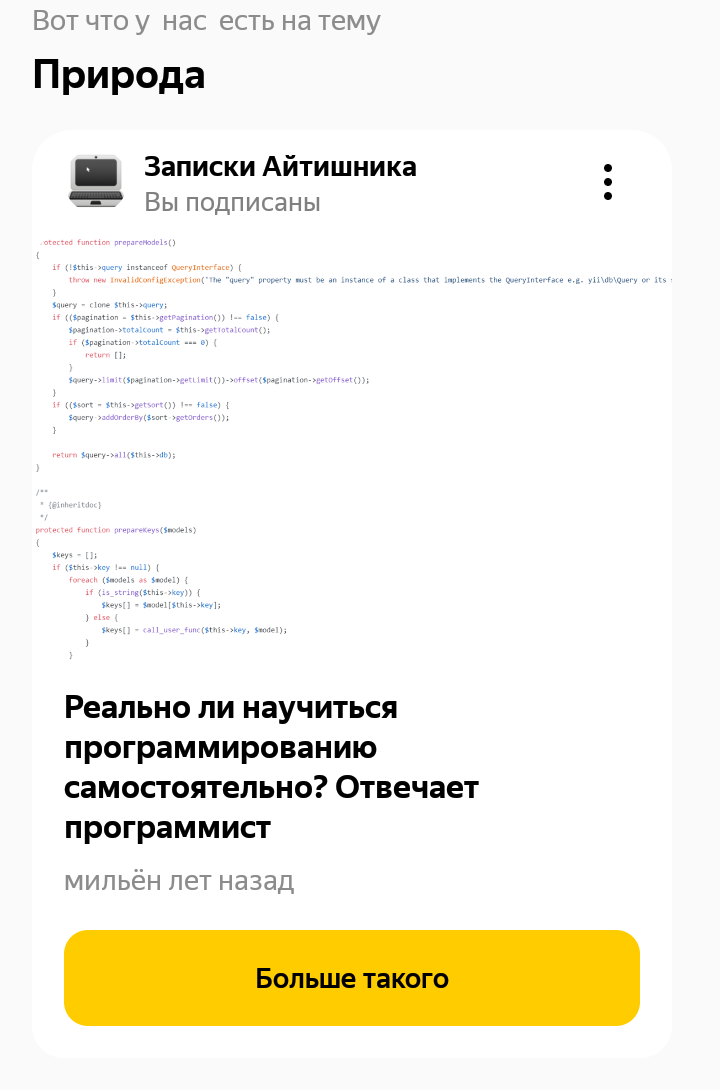 Вот что у нас есть на тему
Природа
Записки Айтишника
Вы подписаны
otected function prepareModels()
{
if (!$this->query instanceof QueryInterface) {
throw new InvalidConfigException('The "query" property must be an instance of a class that implements the QueryInterface e.g. yii\db\Query or its
}
$query = clone $this->query;
if (($pagination = $this->getPagination()) !== false) {
$pagination->totalCount = $this->getTotalCount();
if ($pagination->totalCount === 0) {
return [];
}
$query->limit($pagination->getLimit())->offset($pagination->getOffset());
}
if (($sort = $this->getSort()) !== false) {
$query->addOrderBy($sort->getOrders());
}
return $query->all($this->db);
}
/**
* {@inheritdoc}
*/
protected function prepareKeys($models)
{
$keys = [];
if ($this->key !== null) {
foreach ($models as $model) {
if (is_string($this->key)) {
$keys[] = $model[$this->key];
} else {
$keys[] = call_user_func($this->key, $model);
}
}
Реально ли научиться
программированию
самостоятельно? Отвечает
программист
мильён лет назад
Больше такого